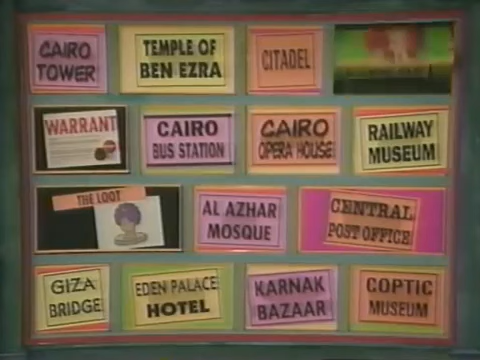 CAIRO
TOWER
TEMPLE OF
BEN EZRA
CITADEL
WARRANT
CAIRO
BUS STATION
CAIRO
OPERA HOUSE
RAILWAY
MUSEUM
THE LOOT
AL AZHAR
MOSQUE
CENTRAL
POST OFFICE
GIZA
BRIDGE
EDEN PALACE
HOTEL
KARNAK
BAZAAR
COPTIC
MUSEUM